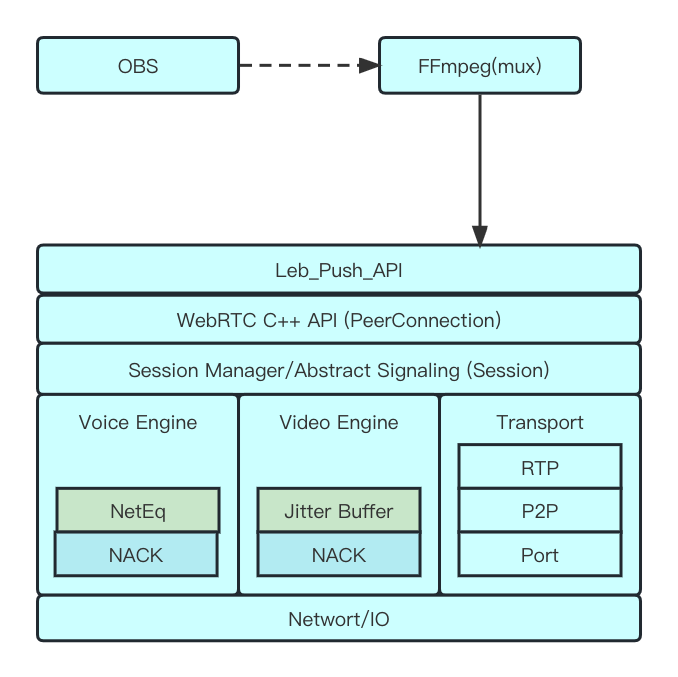 OBS
FFmpeg(mux)
Leb_Push_API
WebRTC C++ API (PeerConnection)
Session Manager/Abstract Signaling (Session)
Voice Engine
NetEq
NACK
Video Engine
Jitter Buffer
NACK
Transport
RTP
P2P
Port
Networt/IO